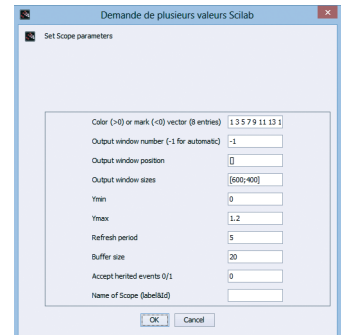 Demande de plusieurs valeurs Scilab
Set Scope parameters
Color (>0) or mark (<0) vector (8 entries) 1 3 5 7 9 11 13 1
Output window number (-1 for automatic) -1
Output window position []
Output window sizes [600;400]
Ymin 0
Ymax 1.2
Refresh period 5
Buffer size 20
Accept herited events 0/1 0
Name of Scope (label&Id)
OK Cancel